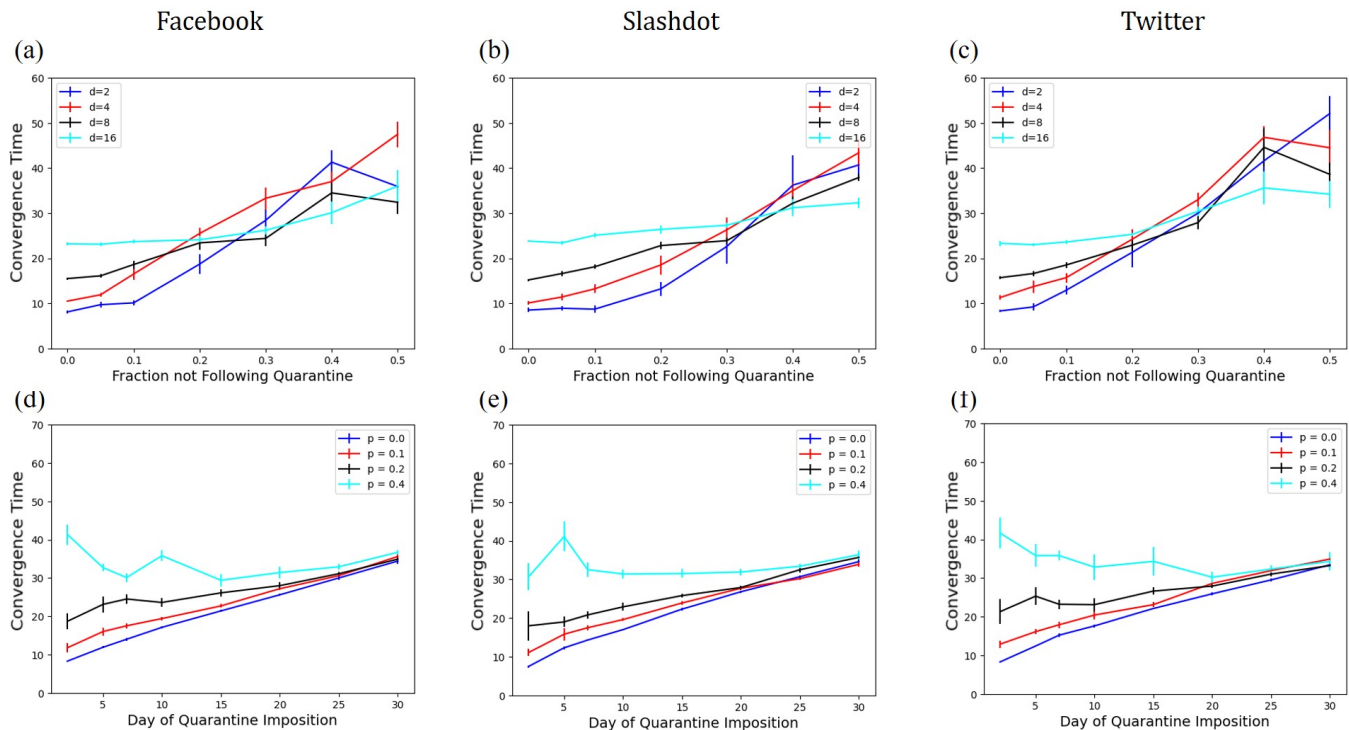 Facebook
Slashdot
Twitter
(a)
60
50
40
30
20
10
0
Convergence Time
d=2
d=4
d=8
d=16
0.0 0.1 0.2 0.3 0.4 0.5
Fraction not Following Quarantine
(b)
60
50
40
30
20
10
0
Convergence Time
d=2
d=4
d=8
d=16
0.0 0.1 0.2 0.3 0.4 0.5
Fraction not Following Quarantine
(c)
60
50
40
30
20
10
0
Convergence Time
d=2
d=4
d=8
d=16
0.0 0.1 0.2 0.3 0.4 0.5
Fraction not Following Quarantine
(d)
70
60
50
40
30
20
10
0
Convergence Time
p = 0.0
p = 0.1
p = 0.2
p = 0.4
5 10 15 20 25 30
Day of Quarantine Imposition
(e)
70
60
50
40
30
20
10
0
Convergence Time
p = 0.0
p = 0.1
p = 0.2
p = 0.4
5 10 15 20 25 30
Day of Quarantine Imposition
(f)
70
60
50
40
30
20
10
0
Convergence Time
p = 0.0
p = 0.1
p = 0.2
p = 0.4
5 10 15 20 25 30
Day of Quarantine Imposition